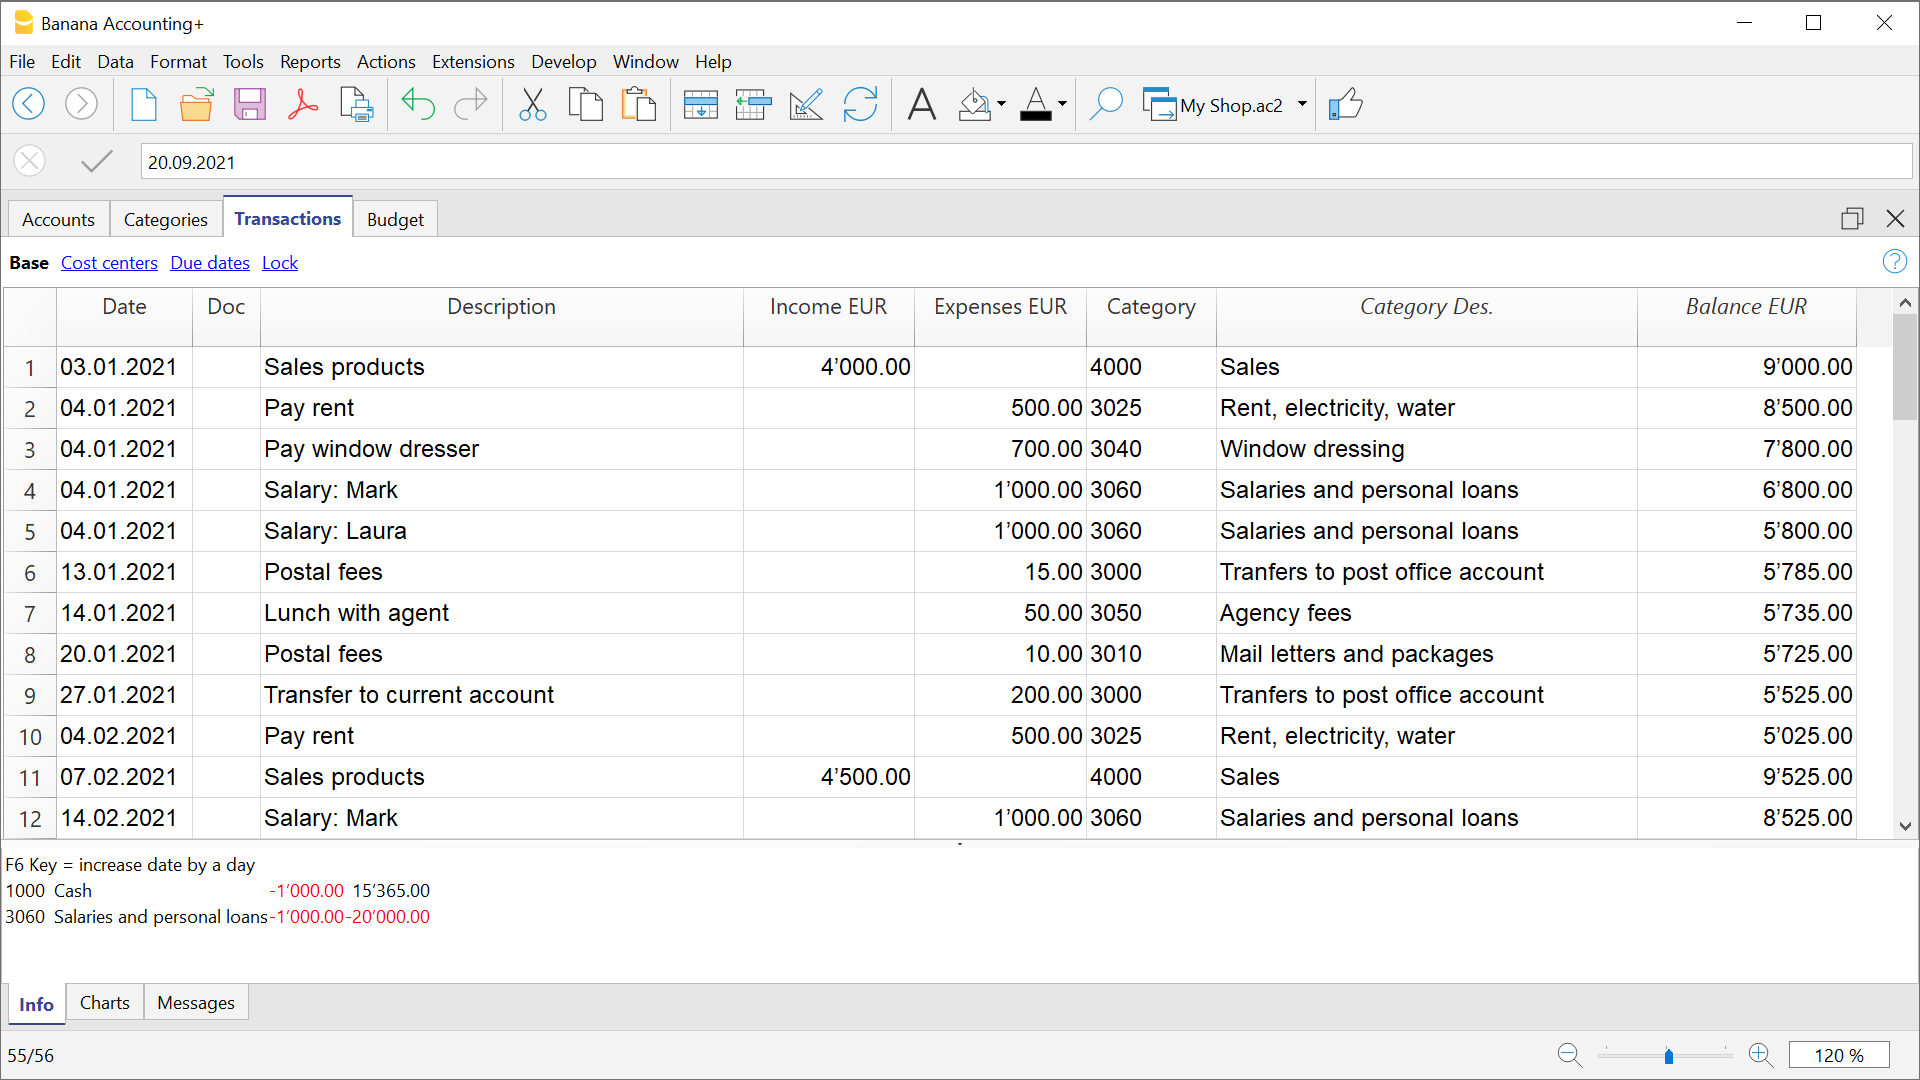 Banana Accounting+
File Edit Data Format Tools Reports Actions Extensions Develop Window Help
My Shop.ac2
20.09.2021
Accounts Categories Transactions Budget
Base Cost centers Due dates Lock
Date Doc Description Income EUR Expenses EUR Category Category Des. Balance EUR
1 03.01.2021 Sales products 4’000.00 4000 Sales 9’000.00
2 04.01.2021 Pay rent 500.00 3025 Rent, electricity, water 8’500.00
3 04.01.2021 Pay window dresser 700.00 3040 Window dressing 7’800.00
4 04.01.2021 Salary: Mark 1’000.00 3060 Salaries and personal loans 6’800.00
5 04.01.2021 Salary: Laura 1’000.00 3060 Salaries and personal loans 5’800.00
6 13.01.2021 Postal fees 15.00 3000 Tranfers to post office account 5’785.00
7 14.01.2021 Lunch with agent 50.00 3050 Agency fees 5’735.00
8 20.01.2021 Postal fees 10.00 3010 Mail letters and packages 5’725.00
9 27.01.2021 Transfer to current account 200.00 3000 Tranfers to post office account 5’525.00
10 04.02.2021 Pay rent 500.00 3025 Rent, electricity, water 5’025.00
11 07.02.2021 Sales products 4’500.00 4000 Sales 9’525.00
12 14.02.2021 Salary: Mark 1’000.00 3060 Salaries and personal loans 8’525.00
F6 Key = increase date by a day
1000 Cash -1’000.00 15’365.00
3060 Salaries and personal loans -1’000.00 -20’000.00
Info Charts Messages
55/56
120 %